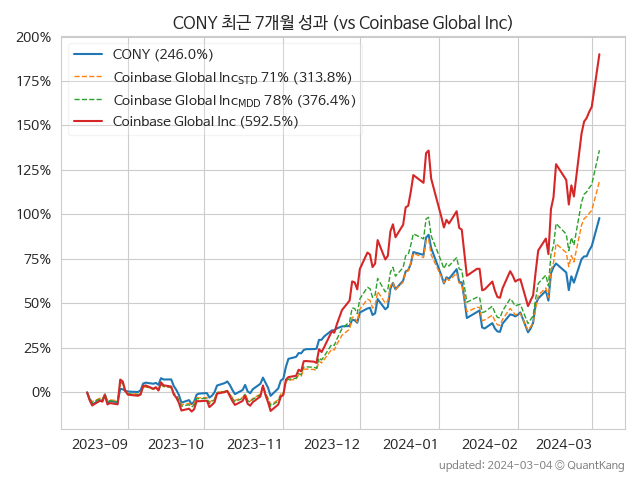 CONY 최근 7개월 성과 (vs Coinbase Global Inc)
200%
175%
150%
125%
100%
75%
50%
25%
0%
CONY (246.0%)
Coinbase Global IncSTD 71% (313.8%)
Coinbase Global IncMDD 78% (376.4%)
Coinbase Global Inc (592.5%)
2023-09 2023-10 2023-11 2023-12 2024-01 2024-02 2024-03
updated: 2024-03-04 © QuantKang